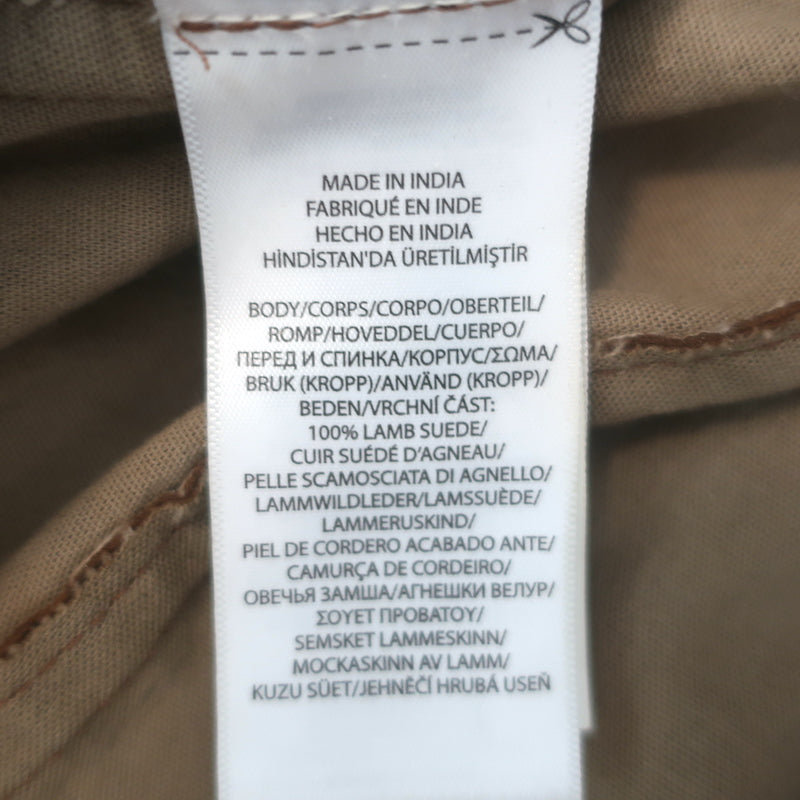 MADE IN INDIA
FABRIQUÉ EN INDE
HECHO EN INDIA
HİNDİSTAN'DA ÜRETİLMİŞTİR
BODY/CORPS/CORPO/OBERTEIL/
ROMP/HOVEDDEL/CUERPO/
ПЕРЕД И СПИНКА/КОРПУС/ΣΩΜΑ/
BRUK (KROPP)/ANVÄND (KROPP)/
BEDEN/VRCHNÍ ČÁST:
100% LAMB SUEDE/
CUIR SUÉDÉ D'AGNEAU/
PELLE SCAMOSCIATA DI AGNELLO/
LAMMWILDLEDER/LAMSSUÈDE/
LAMMERUSKIND/
PIEL DE CORDERO ACABADO ANTE/
CAMURÇA DE CORDEIRO/
ОВЕЧЬЯ ЗАМША/АГНЕШКИ ВЕЛУР/
ΣΟΥΕΤ ΠΡΟΒΑΤΟΥ/
SEMSKET LAMMESKINN/
MOCKASKINN AV LAMM/
KUZU SÜET/JEHNĚČÍ HRUBÁ USEŇ